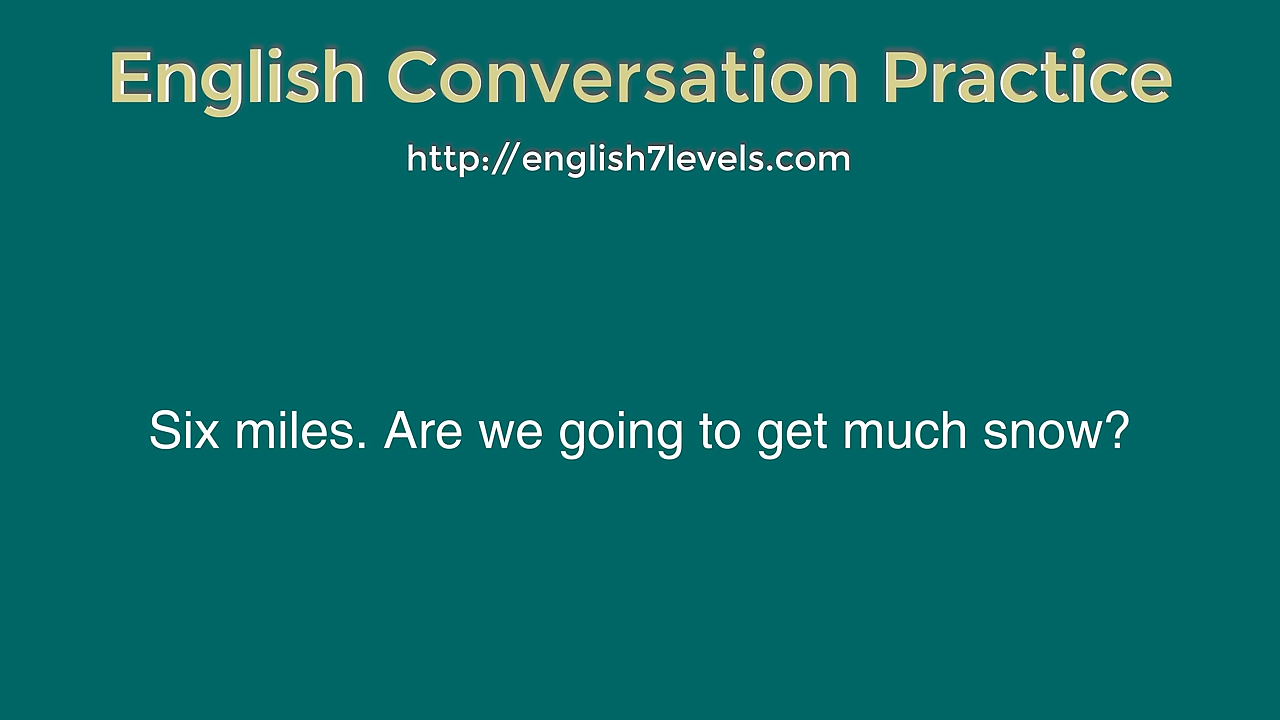 English Conversation Practice
http://english7levels.com
Six miles. Are we going to get much snow?